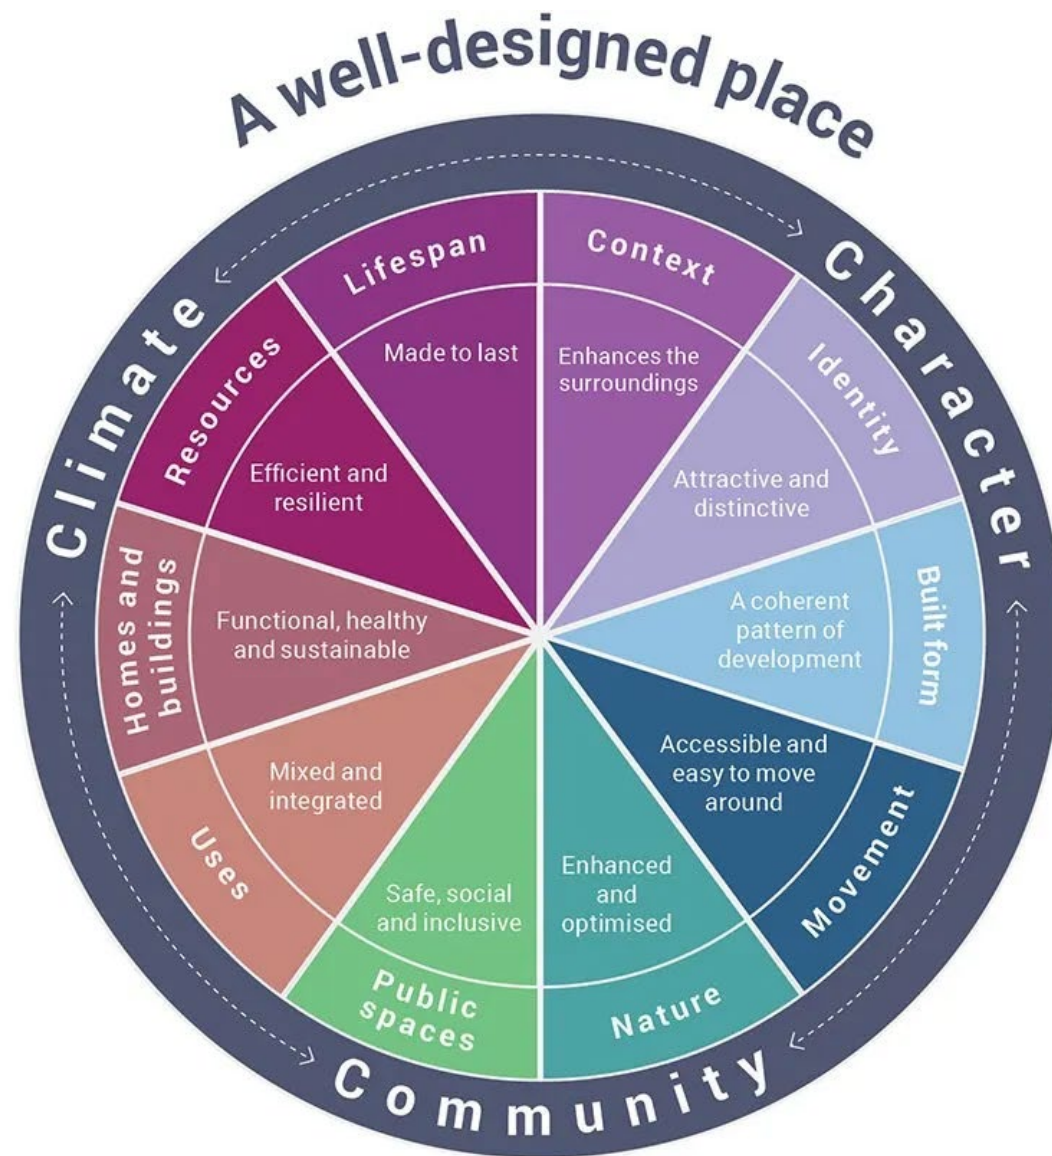 A well-designed place
Climate
Character
Community
Context
Enhances the
surroundings
Identity
Attractive and
distinctive
Built form
A coherent
pattern of
development
Movement
Accessible and
easy to move
around
Nature
Enhanced
and
optimised
Public
spaces
Safe, social
and inclusive
Uses
Mixed and
integrated
Homes and
buildings
Functional, healthy
and sustainable
Resources
Efficient and
resilient
Lifespan
Made to last